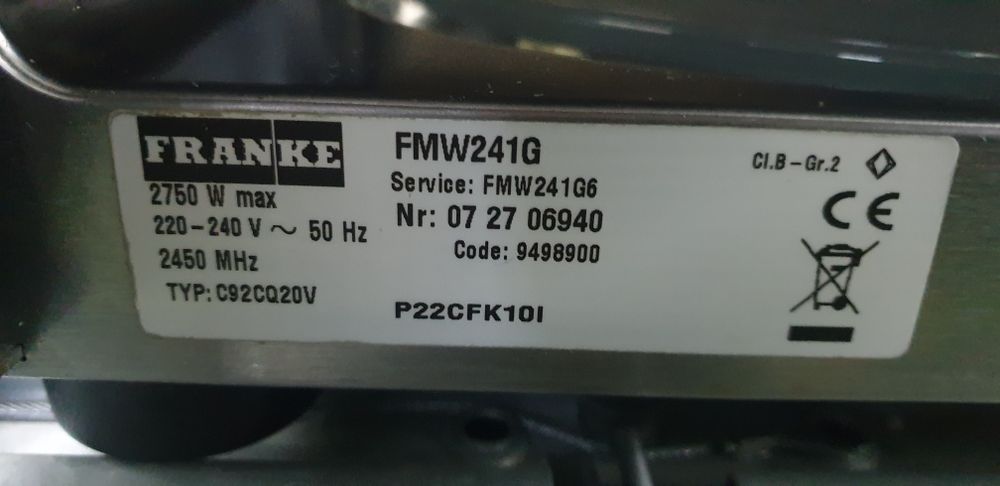 FRANKE
2750 W max
220-240 V ~ 50 Hz
2450 MHz
TYP: C92CQ20V
FMW241G
Service: FMW241G6
Nr: 07 27 06940
Code: 9498900
P22CFK10I
Cl.B-Gr.2
CE